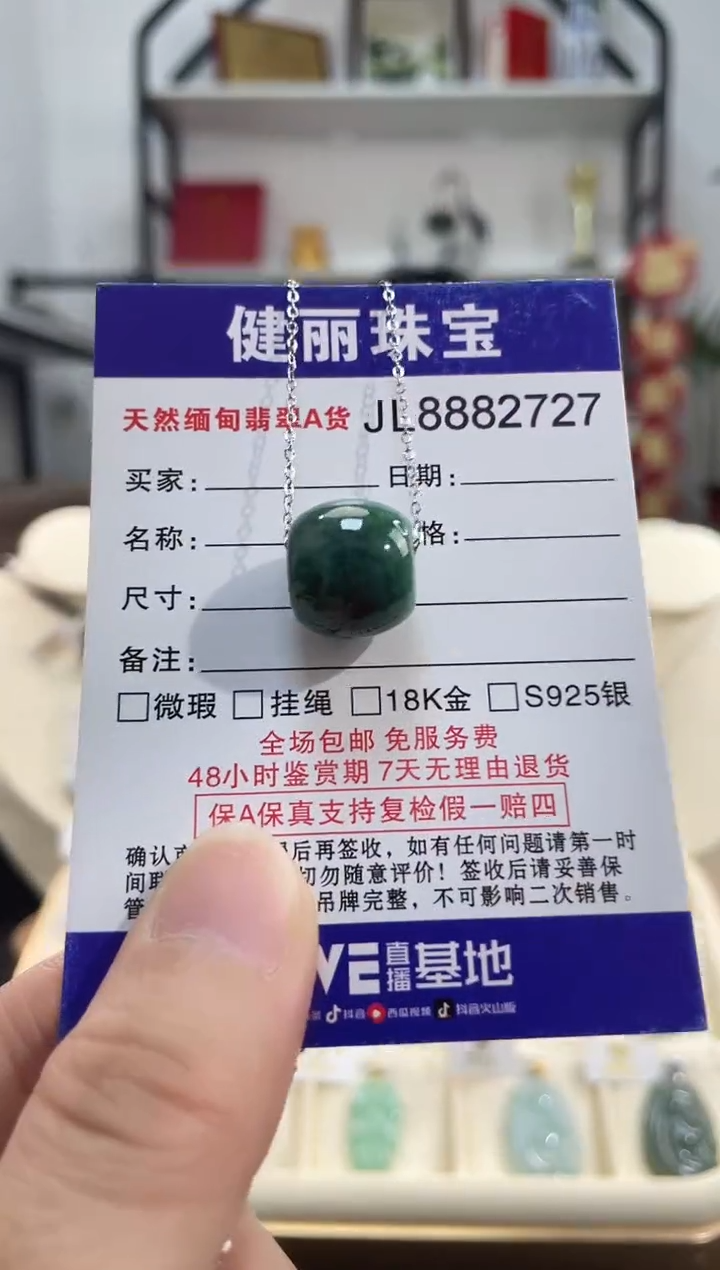 健丽珠宝
天然缅甸翡翠A货 JL8882727
买家: 日期:
名称: 格:
尺寸:
备注:
□微瑕 □挂绳 □18K金 □S925银
全场包邮 免服务费
48小时鉴赏期 7天无理由退货
保A保真支持复检假一赔四
确认 后再签收，如有任何问题请第一时
间联 切勿随意评价！签收后请妥善保
管 吊牌完整，不可影响二次销售。
VE 直播 基地
抖音 西瓜视频 抖音火山版